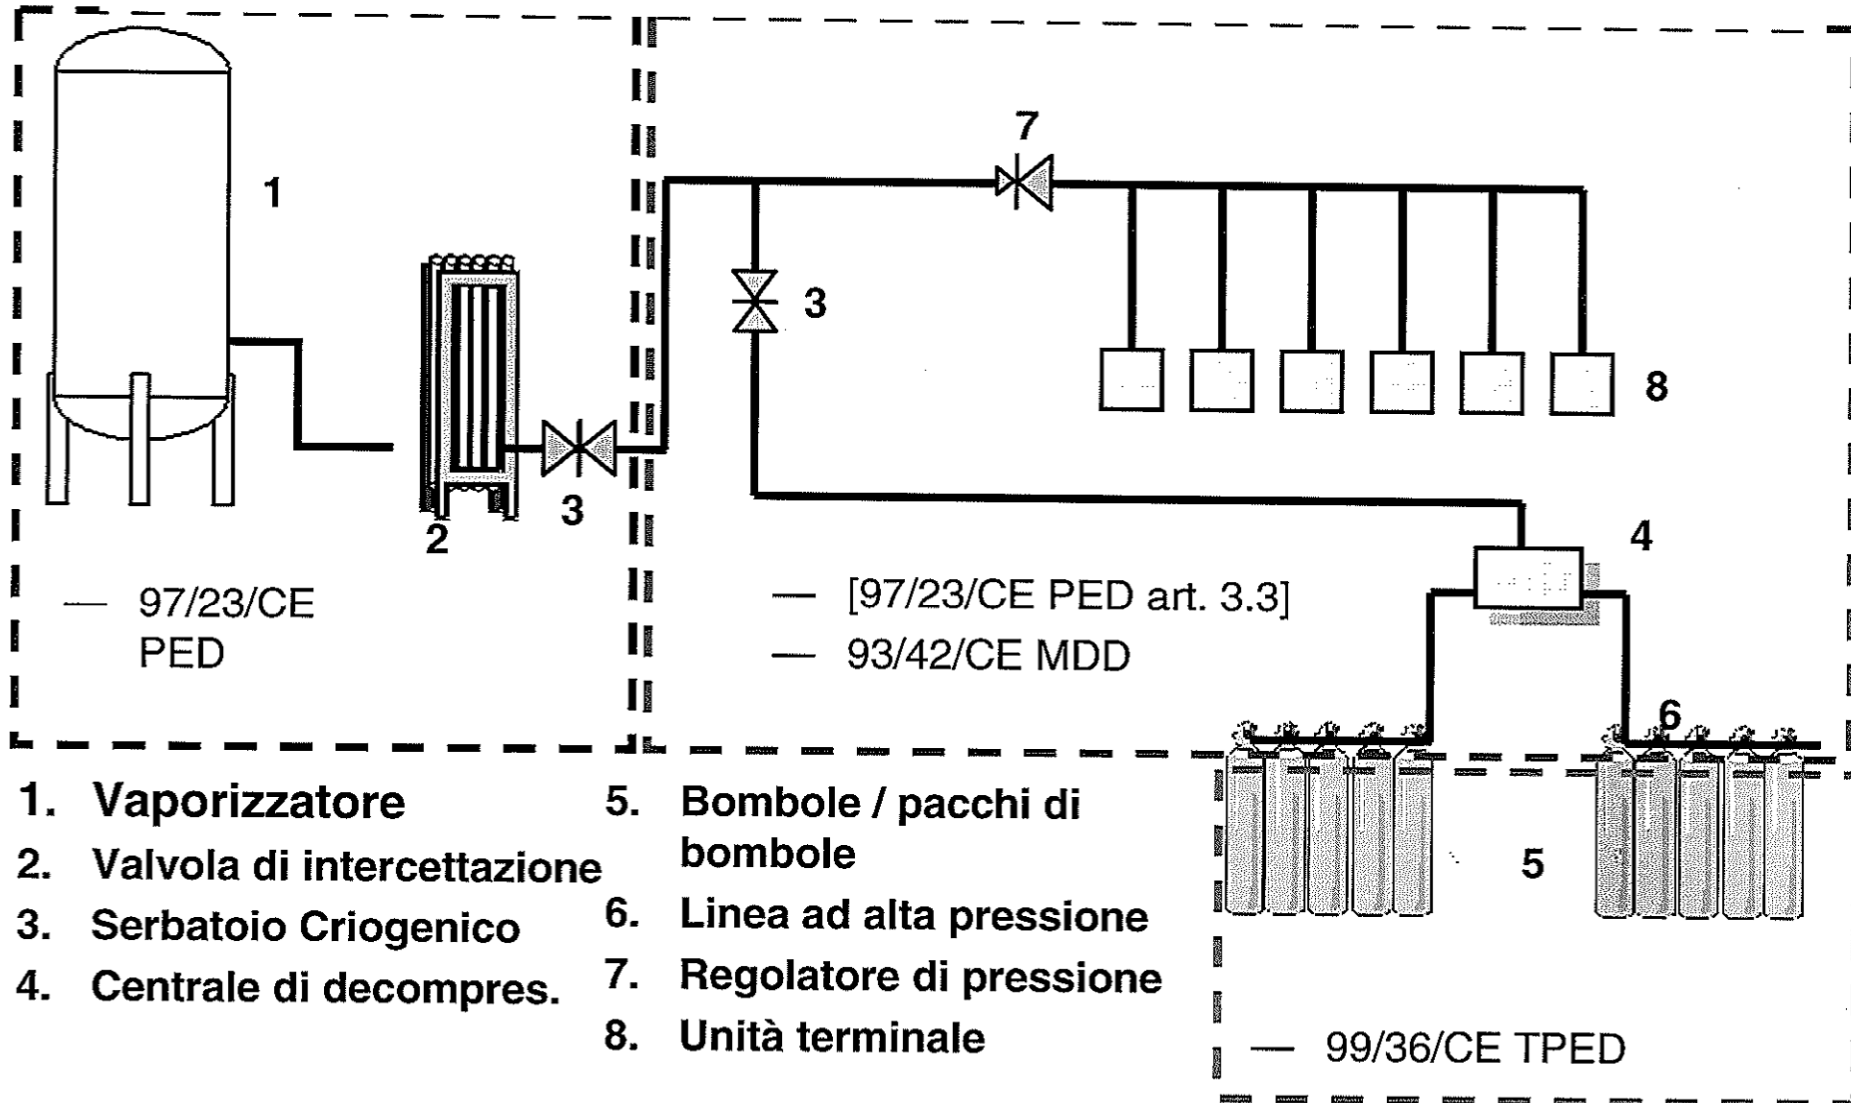 1
7
3
8
2
3
4
— 97/23/CE
PED
— [97/23/CE PED art. 3.3]
— 93/42/CE MDD
6
5
1. Vaporizzatore
2. Valvola di intercettazione
3. Serbatoio Criogenico
4. Centrale di decompres.
5. Bombole / pacchi di
bombole
6. Linea ad alta pressione
7. Regolatore di pressione
8. Unità terminale
— 99/36/CE TPED